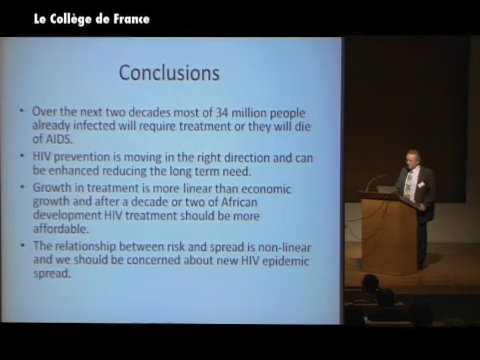 Le Collège de France
Conclusions
• Over the next two decades most of 34 million people
already infected will require treatment or they will die
of AIDS.
• HIV prevention is moving in the right direction and can
be enhanced reducing the long term need.
• Growth in treatment is more linear than economic
growth and after a decade or two of African
development HIV treatment should be more
affordable.
• The relationship between risk and spread is non-linear
and we should be concerned about new HIV epidemic
spread.